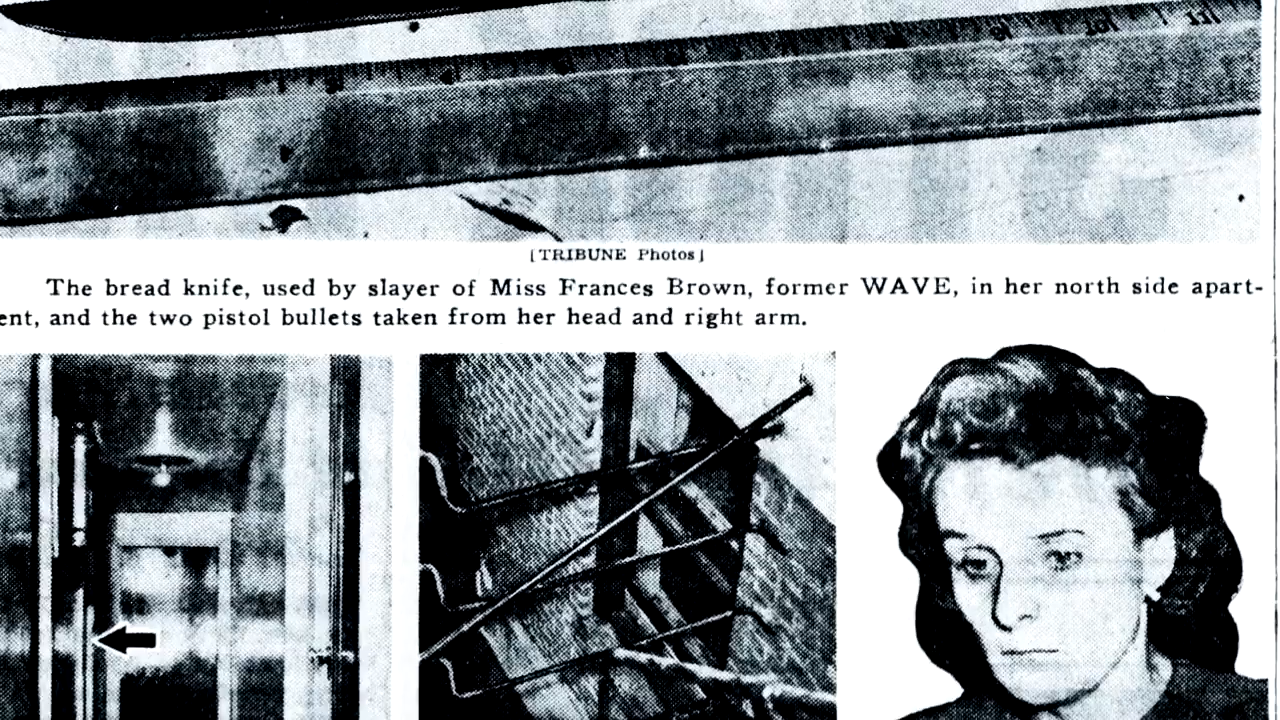 [TRIBUNE Photos]
The bread knife, used by slayer of Miss Frances Brown, former WAVE, in her north side apart-
ent, and the two pistol bullets taken from her head and right arm.